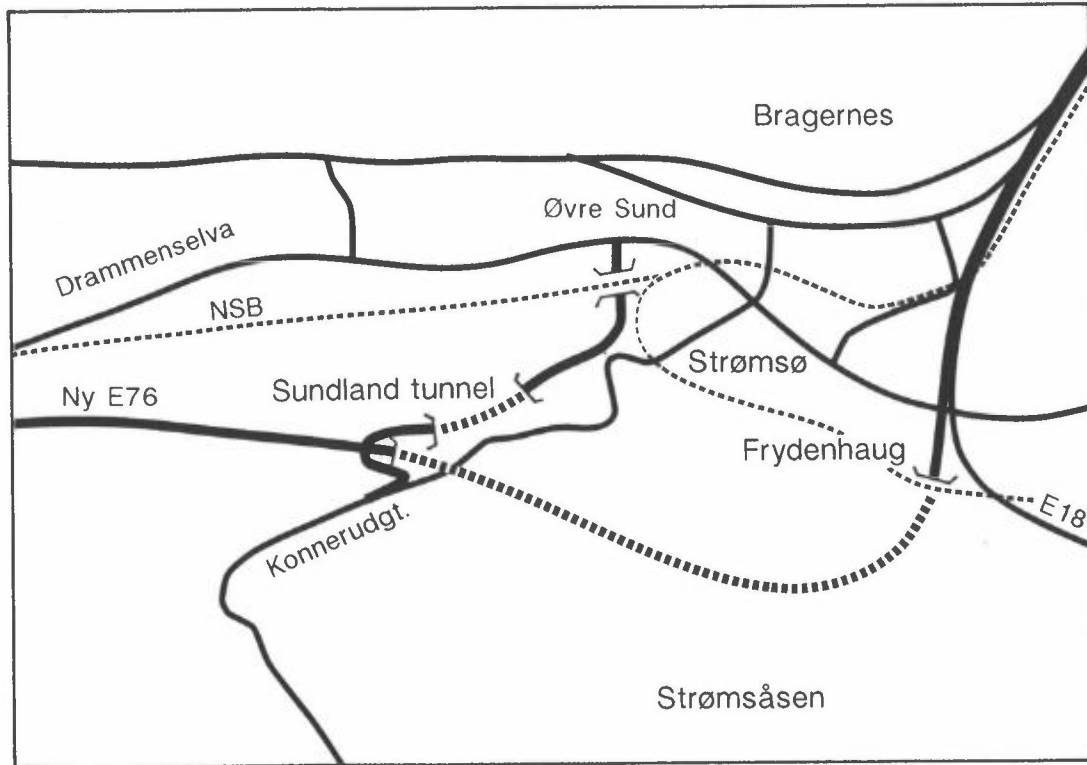 Bragernes
Øvre Sund
Drammenselva
NSB
Strømsø
Ny E76
Sundland tunnel
Frydenhaug
E18
Konnerudgt.
Strømsåsen